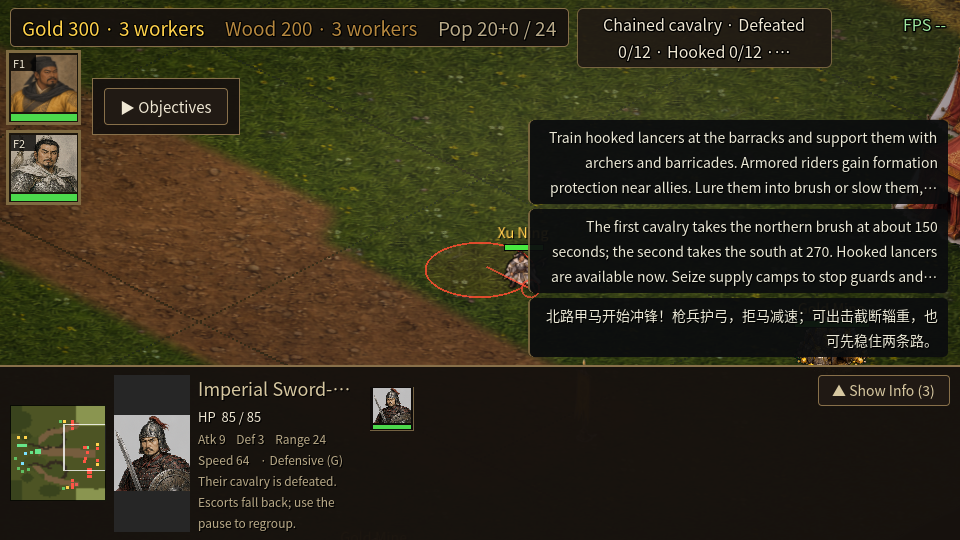 Gold 300 · 3 workers Wood 200 · 3 workers Pop 20+0 / 24
Chained cavalry · Defeated
0/12 · Hooked 0/12 ·…
FPS --
F1
▶ Objectives
F2
Train hooked lancers at the barracks and support them with
archers and barricades. Armored riders gain formation
protection near allies. Lure them into brush or slow them,…
The first cavalry takes the northern brush at about 150
seconds; the second takes the south at 270. Hooked lancers
are available now. Seize supply camps to stop guards and…
Xu Ning
北路甲马开始冲锋！枪兵护弓，拒马减速；可出击截断辎重，也
可先稳住两条路。
Imperial Sword-…
HP 85 / 85
Atk 9 Def 3 Range 24
Speed 64 · Defensive (G)
Their cavalry is defeated.
Escorts fall back; use the
pause to regroup.
▲ Show Info (3)